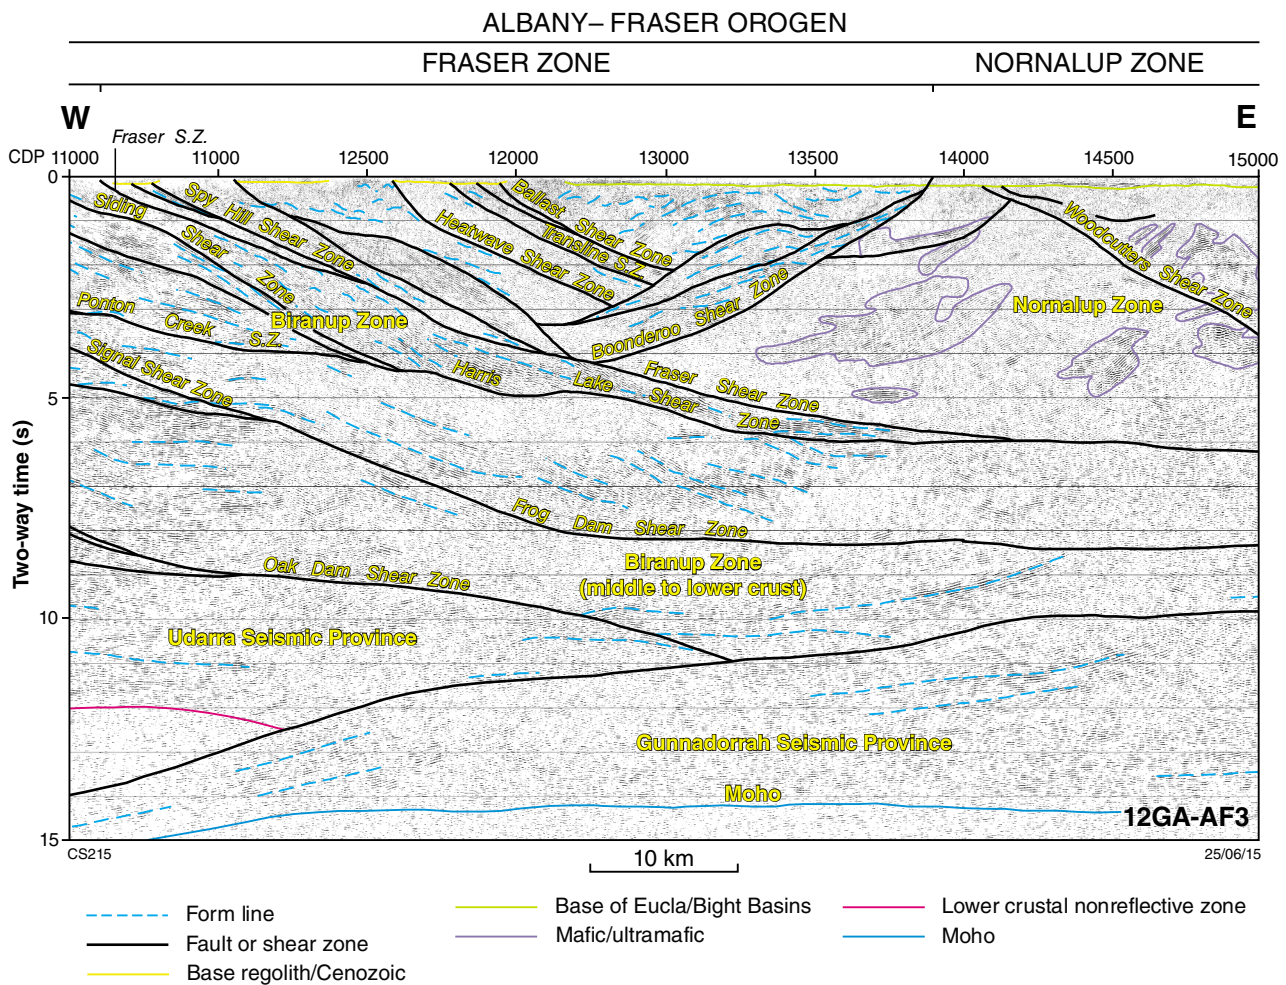 ALBANY– FRASER OROGEN
FRASER ZONE
NORNALUP ZONE
W
E
Fraser S.Z.
CDP 11000 11000 12500 12000 13000 13500 14000 14500 15000
0
5
10
15
Two-way time (s)
Siding
Shear
Zone
Spy Hill Shear Zone
Heatwave Shear Zone
Transline S.Z.
Ballast Shear Zone
Woodcutters Shear Zone
Ponton Creek S.Z.
Biranup Zone
Boonderoo Shear Zone
Nornalup Zone
Signal Shear Zone
Harris Lake Shear Zone
Fraser Shear Zone
Frog Dam Shear Zone
Oak Dam Shear Zone
Biranup Zone
(middle to lower crust)
Udarra Seismic Province
Gunnadorrah Seismic Province
Moho
12GA-AF3
CS215
25/06/15
10 km
Form line
Fault or shear zone
Base regolith/Cenozoic
Base of Eucla/Bight Basins
Mafic/ultramafic
Lower crustal nonreflective zone
Moho